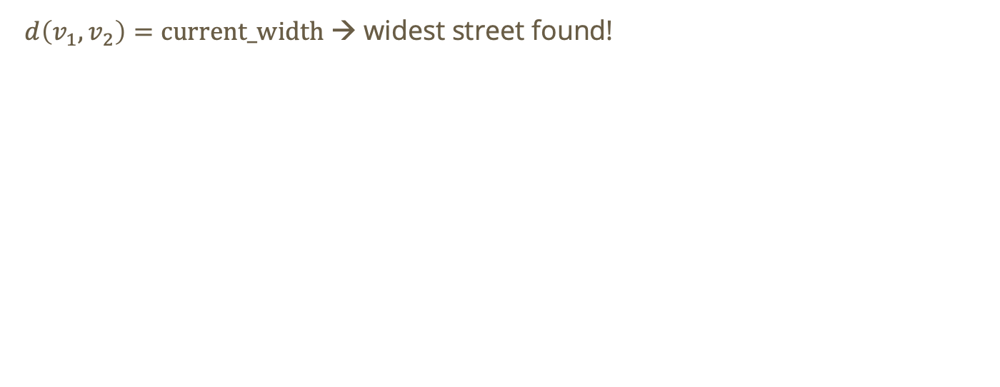 d(v₁, v₂) = current_width → widest street found!